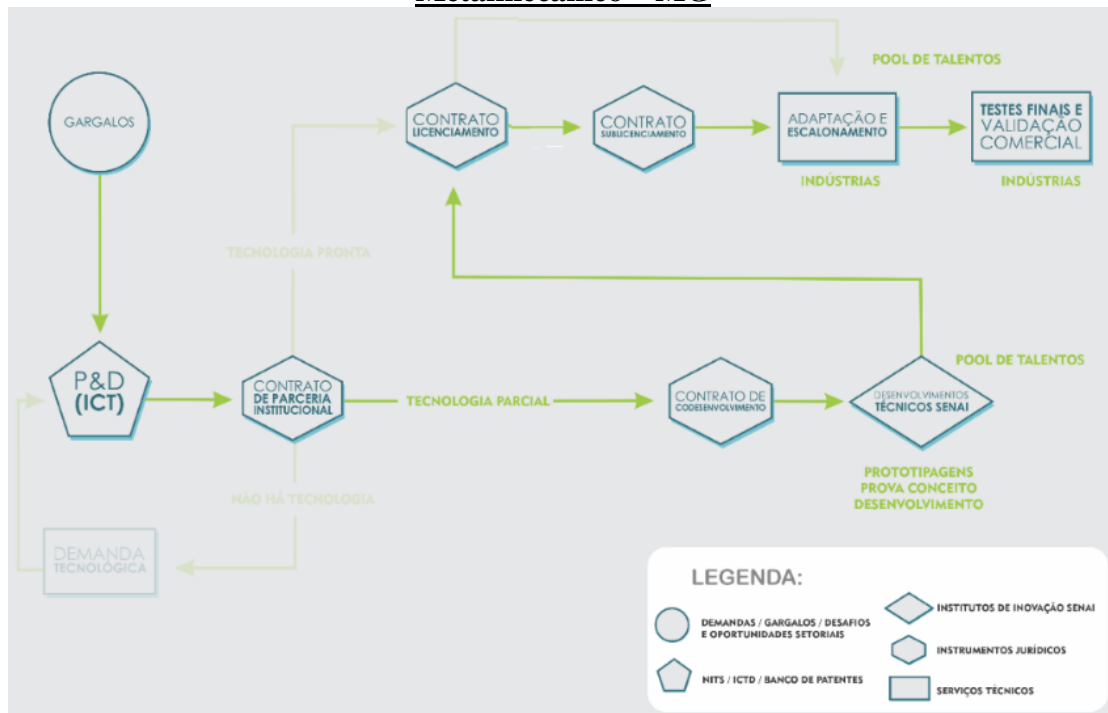 POOL DE TALENTOS
GARGALOS
CONTRATO
LICENCIAMENTO
CONTRATO
SUBLICENCIAMENTO
ADAPTAÇÃO E
ESCALONAMENTO
TESTES FINAIS E
VALIDAÇÃO
COMERCIAL
INDÚSTRIAS
INDÚSTRIAS
TECNOLOGIA PRONTA
POOL DE TALENTOS
P&D
(ICT)
CONTRATO
DE PARCERIA
INSTITUCIONAL
TECNOLOGIA PARCIAL
CONTRATO DE
CODESENVOLVIMENTO
DESENVOLVIMENTOS
TÉCNICOS SENAI
PROTOTIPAGENS
PROVA CONCEITO
DESENVOLVIMENTO
NÃO HÁ TECNOLOGIA
DEMANDA
TECNOLÓGICA
LEGENDA:
DEMANDAS / GARGALOS / DESAFIOS
E OPORTUNIDADES SETORIAIS
NITS / ICTD / BANCO DE PATENTES
INSTITUTOS DE INOVAÇÃO SENAI
INSTRUMENTOS JURÍDICOS
SERVIÇOS TÉCNICOS